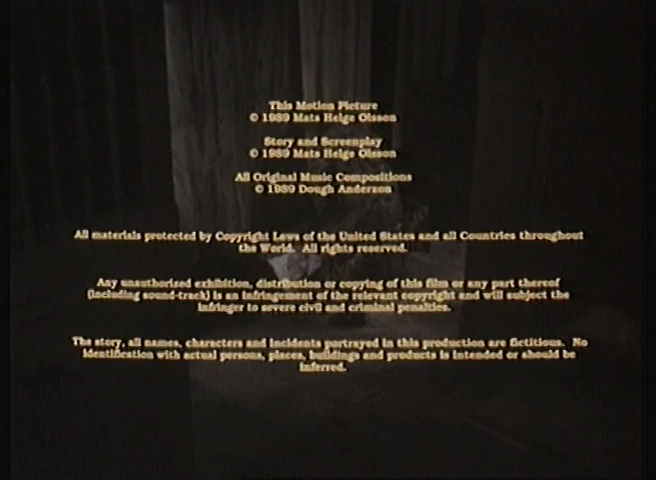 This Motion Picture
© 1989 Mats Helge Olsson
Story and Screenplay
© 1989 Mats Helge Olsson
All Original Music Compositions
© 1989 Dough Anderson
All materials protected by Copyright Laws of the United States and all Countries throughout
the World. All rights reserved.
Any unauthorised exhibition, distribution or copying of this film or any part thereof
(including sound-track) is an infringement of the relevant copyright and will subject the
infringer to severe civil and criminal penalties.
The story, all names, characters and incidents portrayed in this production are fictitious. No
identification with actual persons, places, buildings and products is intended or should be
inferred.